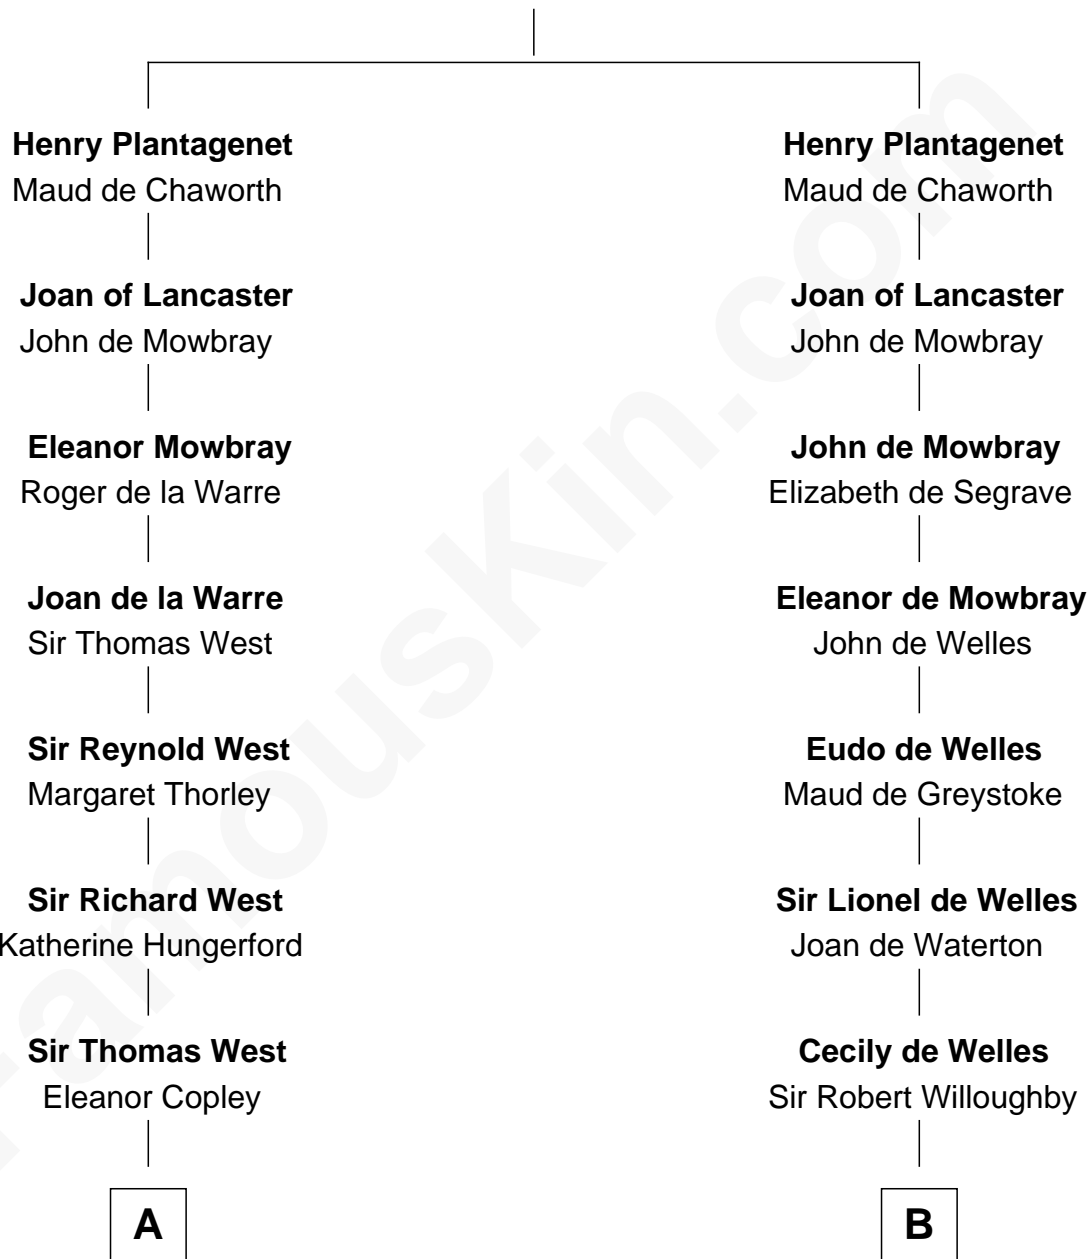 Henry Plantagenet
Maud de Chaworth
Joan of Lancaster
John de Mowbray
Eleanor Mowbray
Roger de la Warre
Joan de la Warre
Sir Thomas West
Sir Reynold West
Margaret Thorley
Sir Richard West
Katherine Hungerford
Sir Thomas West
Eleanor Copley
A
Henry Plantagenet
Maud de Chaworth
Joan of Lancaster
John de Mowbray
John de Mowbray
Elizabeth de Segrave
Eleanor de Mowbray
John de Welles
Eudo de Welles
Maud de Greystoke
Sir Lionel de Welles
Joan de Waterton
Cecily de Welles
Sir Robert Willoughby
B
FamousKin.com